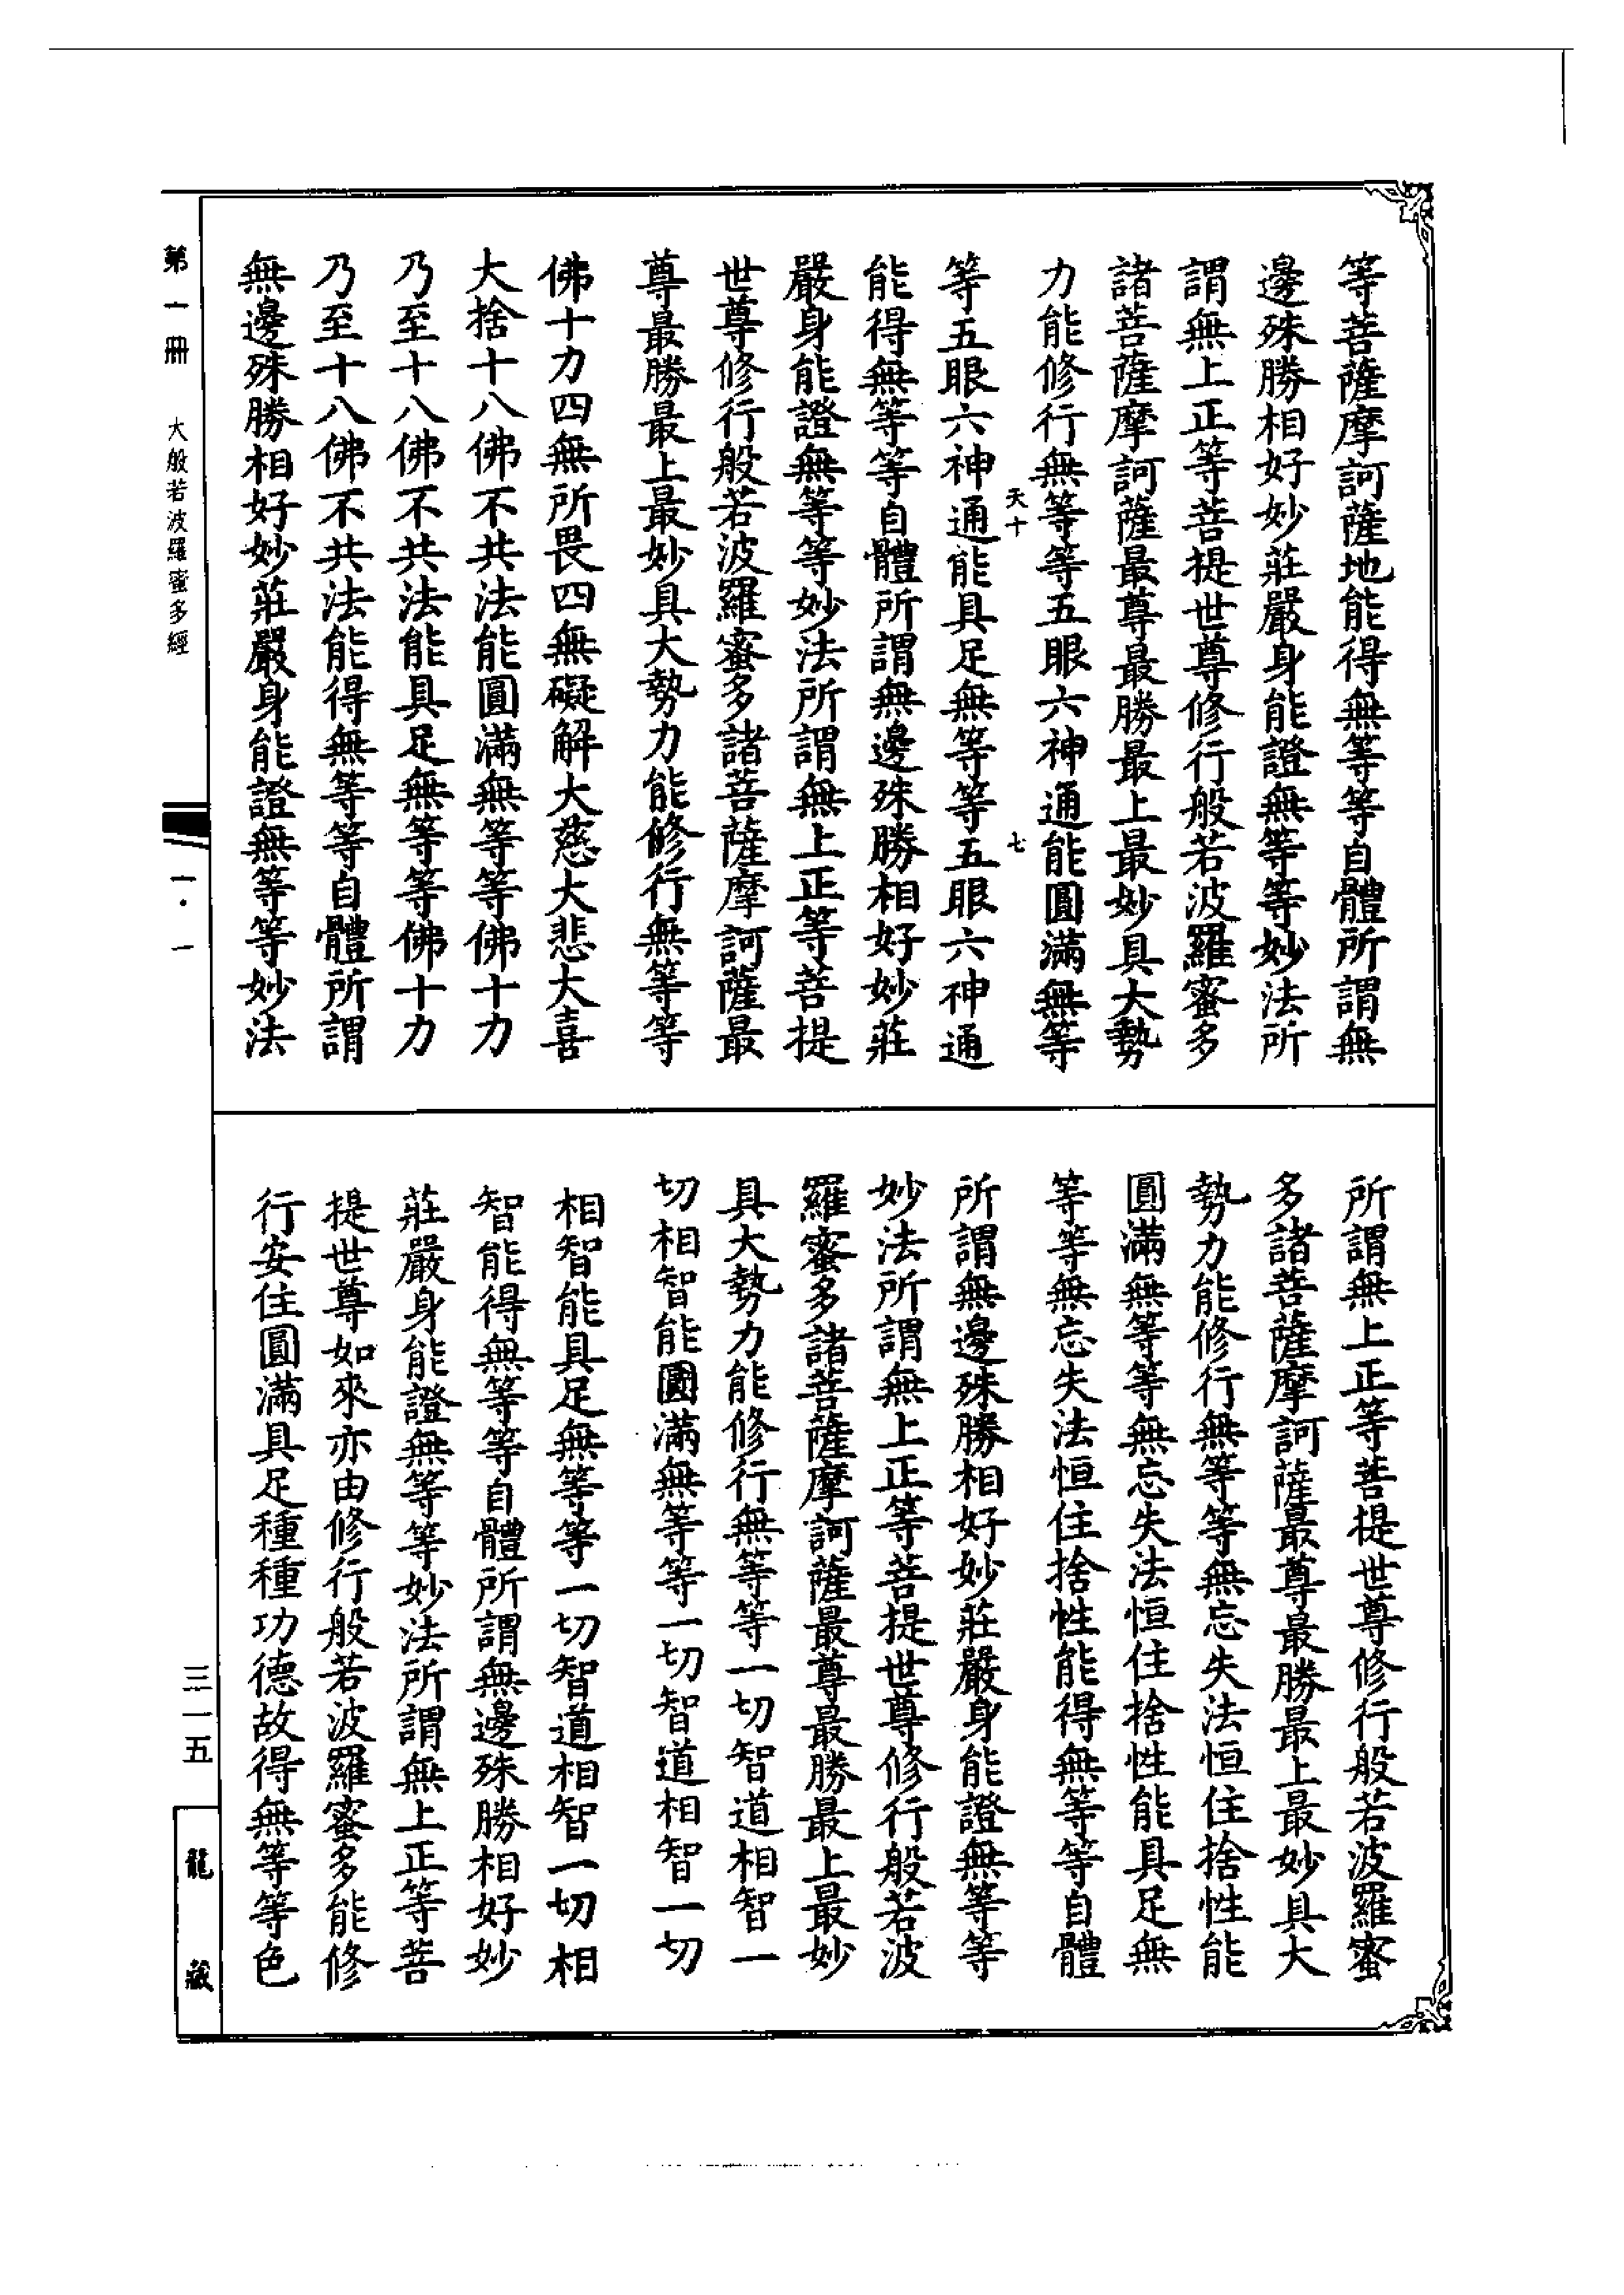 等菩薩摩訶薩地能得無等等自體所謂無
邊殊勝相好妙莊嚴身能證無等等妙法所
謂無上正等菩提世尊修行般若波羅蜜多
諸菩薩摩訶薩最尊最勝最上最妙具大勢
力能修行無等等五眼六神通能圓滿無等
天十 七
等五眼六神通能具足無等等五眼六神通
能得無等等自體所謂無邊殊勝相好妙莊
嚴身能證無等等妙法所謂無上正等菩提
世尊修行般若波羅蜜多諸菩薩摩訶薩最
尊最勝最上最妙具大勢力能修行無等等
佛十力四無所畏四無礙解大慈大悲大喜
大捨十八佛不共法能圓滿無等等佛十力
乃至十八佛不共法能具足無等等佛十力
乃至十八佛不共法能得無等等自體所謂
無邊殊勝相好妙莊嚴身能證無等等妙法
所謂無上正等菩提世尊修行般若波羅蜜
多諸菩薩摩訶薩最尊最勝最上最妙具大
勢力能修行無等等無忘失法恒住捨性能
圓滿無等等無忘失法恒住捨性能具足無
等等無忘失法恒住捨性能得無等等自體
所謂無邊殊勝相好妙莊嚴身能證無等等
妙法所謂無上正等菩提世尊修行般若波
羅蜜多諸菩薩摩訶薩最尊最勝最上最妙
具大勢力能修行無等等一切智道相智一
切相智能圓滿無等等一切智道相智一切
相智能具足無等等一切智道相智一切相
智能得無等等自體所謂無邊殊勝相好妙
莊嚴身能證無等等妙法所謂無上正等菩
提世尊如來亦由修行般若波羅蜜多能修
行安住圓滿具足種種功德故得無等等色
第一冊 大般若波羅蜜多經 一·一 三一五 龍藏